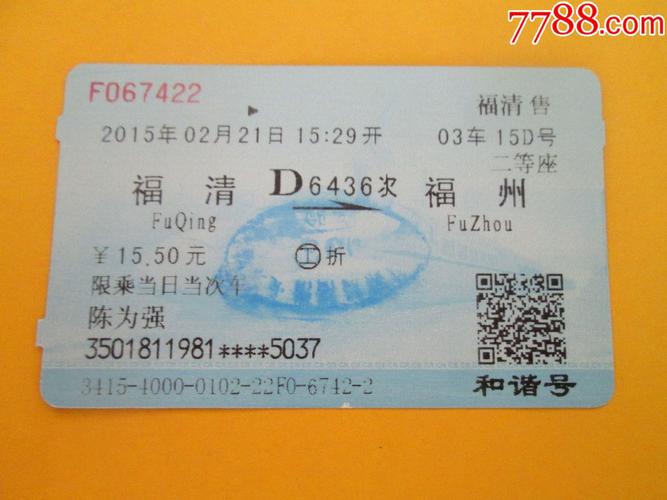 7788.com
F067422
福清 售
2015年02月21日 15:29开 03车 15D号
二等座
福清 D6436次 福州
FuQing FuZhou
￥15.50元 工 折
限乘当日当次车
陈为强
3501811981****5037
3415-4000-0102-22F0-6742-2 和谐号